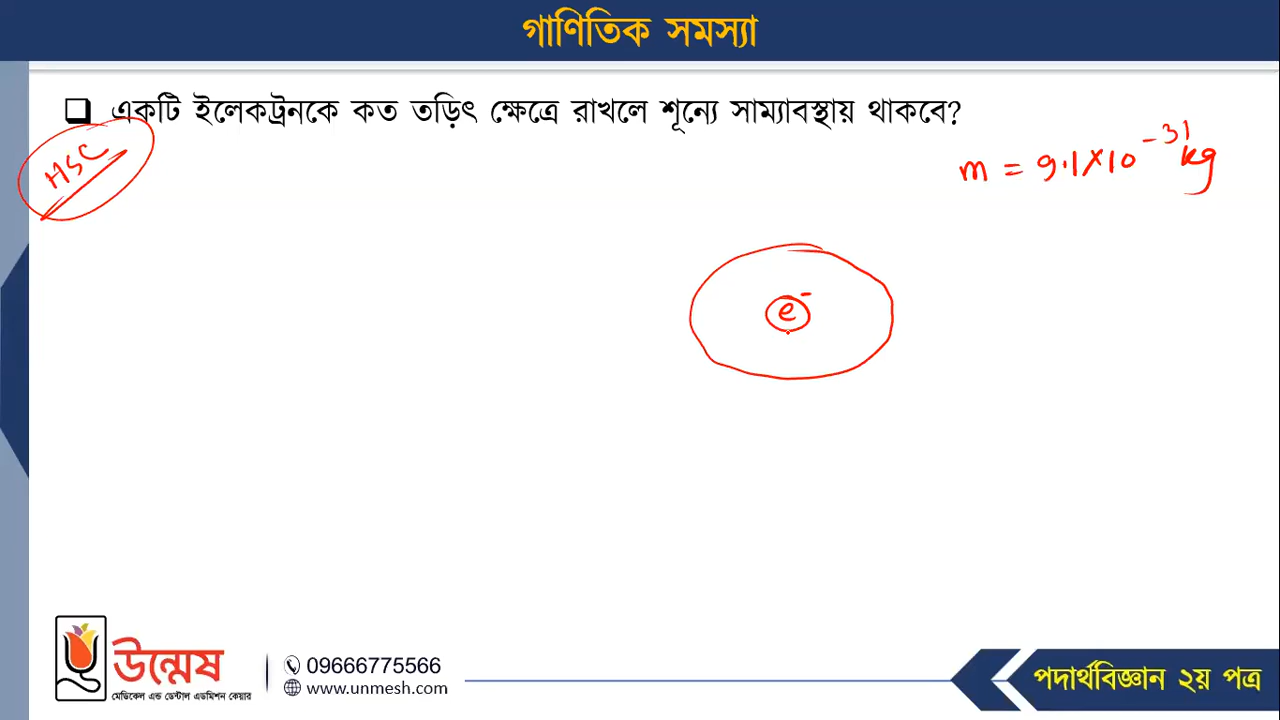 গাণিতিক সমস্যা
❑ একটি ইলেকট্রনকে কত তড়িৎ ক্ষেত্রে রাখলে শূন্যে সাম্যাবস্থায় থাকবে?
HSC
m = 9.1×10⁻³¹ kg
e⁻
উন্মেষ
মেডিকেল এন্ড ডেন্টাল এডমিশন কেয়ার
09666775566
www.unmesh.com
পদার্থবিজ্ঞান ২য় পত্র